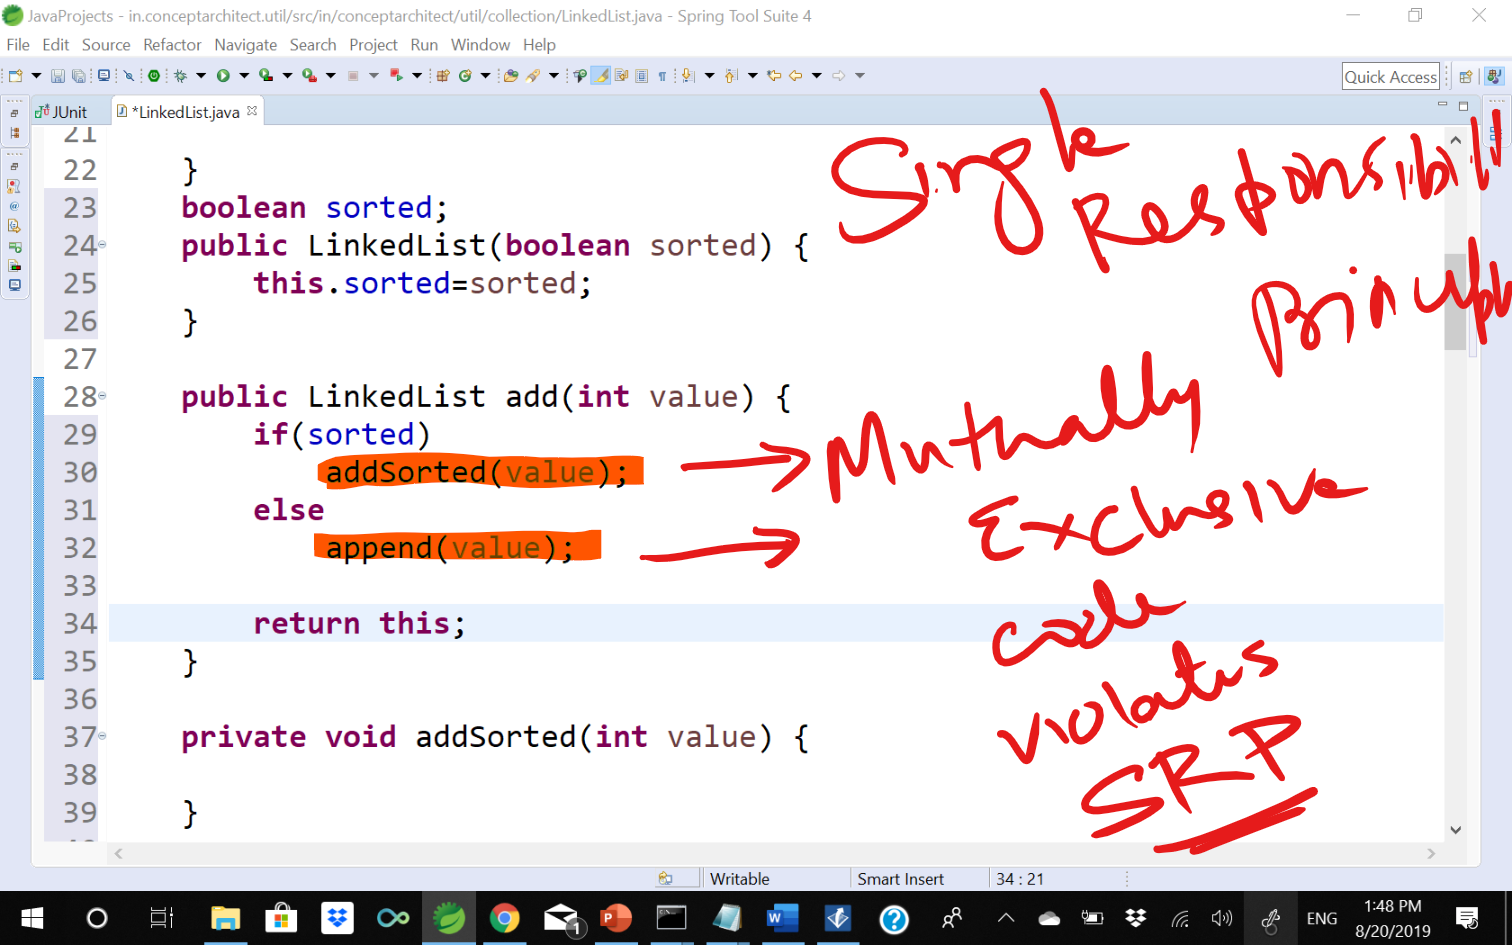 JavaProjects - in.conceptarchitect.util/src/in/conceptarchitect/util/collection/LinkedList.java - Spring Tool Suite 4
File Edit Source Refactor Navigate Search Project Run Window Help
Quick Access
JUnit *LinkedList.java
21
22 }
23 boolean sorted;
24 public LinkedList(boolean sorted) {
25 this.sorted=sorted;
26 }
27
28 public LinkedList add(int value) {
29 if(sorted)
30 addSorted(value);
31 else
32 append(value);
33
34 return this;
35 }
36
37 private void addSorted(int value) {
38
39 }
Single
Responsibilit
Principle
Mutually
Exclusive
code
violates
SRP
Writable Smart Insert 34 : 21
1
ENG 1:48 PM
8/20/2019